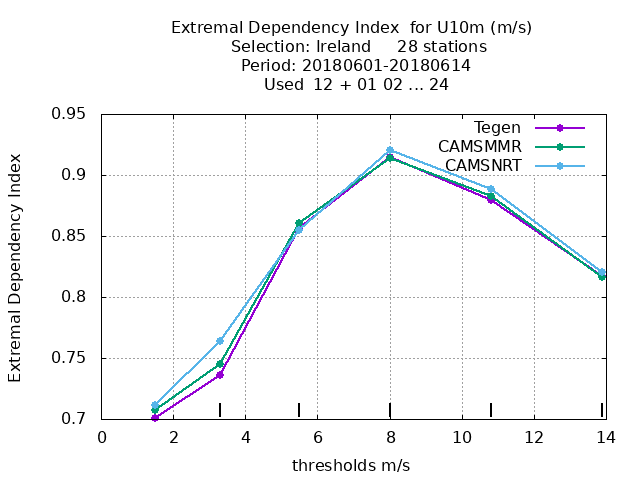 Extremal Dependency Index  for U10m (m/s)
Selection: Ireland     28 stations
Period: 20180601-20180614
Used  12 + 01 02 ... 24
Tegen
CAMSMMR
CAMSNRT
Extremal Dependency Index
0.95
0.9
0.85
0.8
0.75
0.7
0 2 4 6 8 10 12 14
thresholds m/s